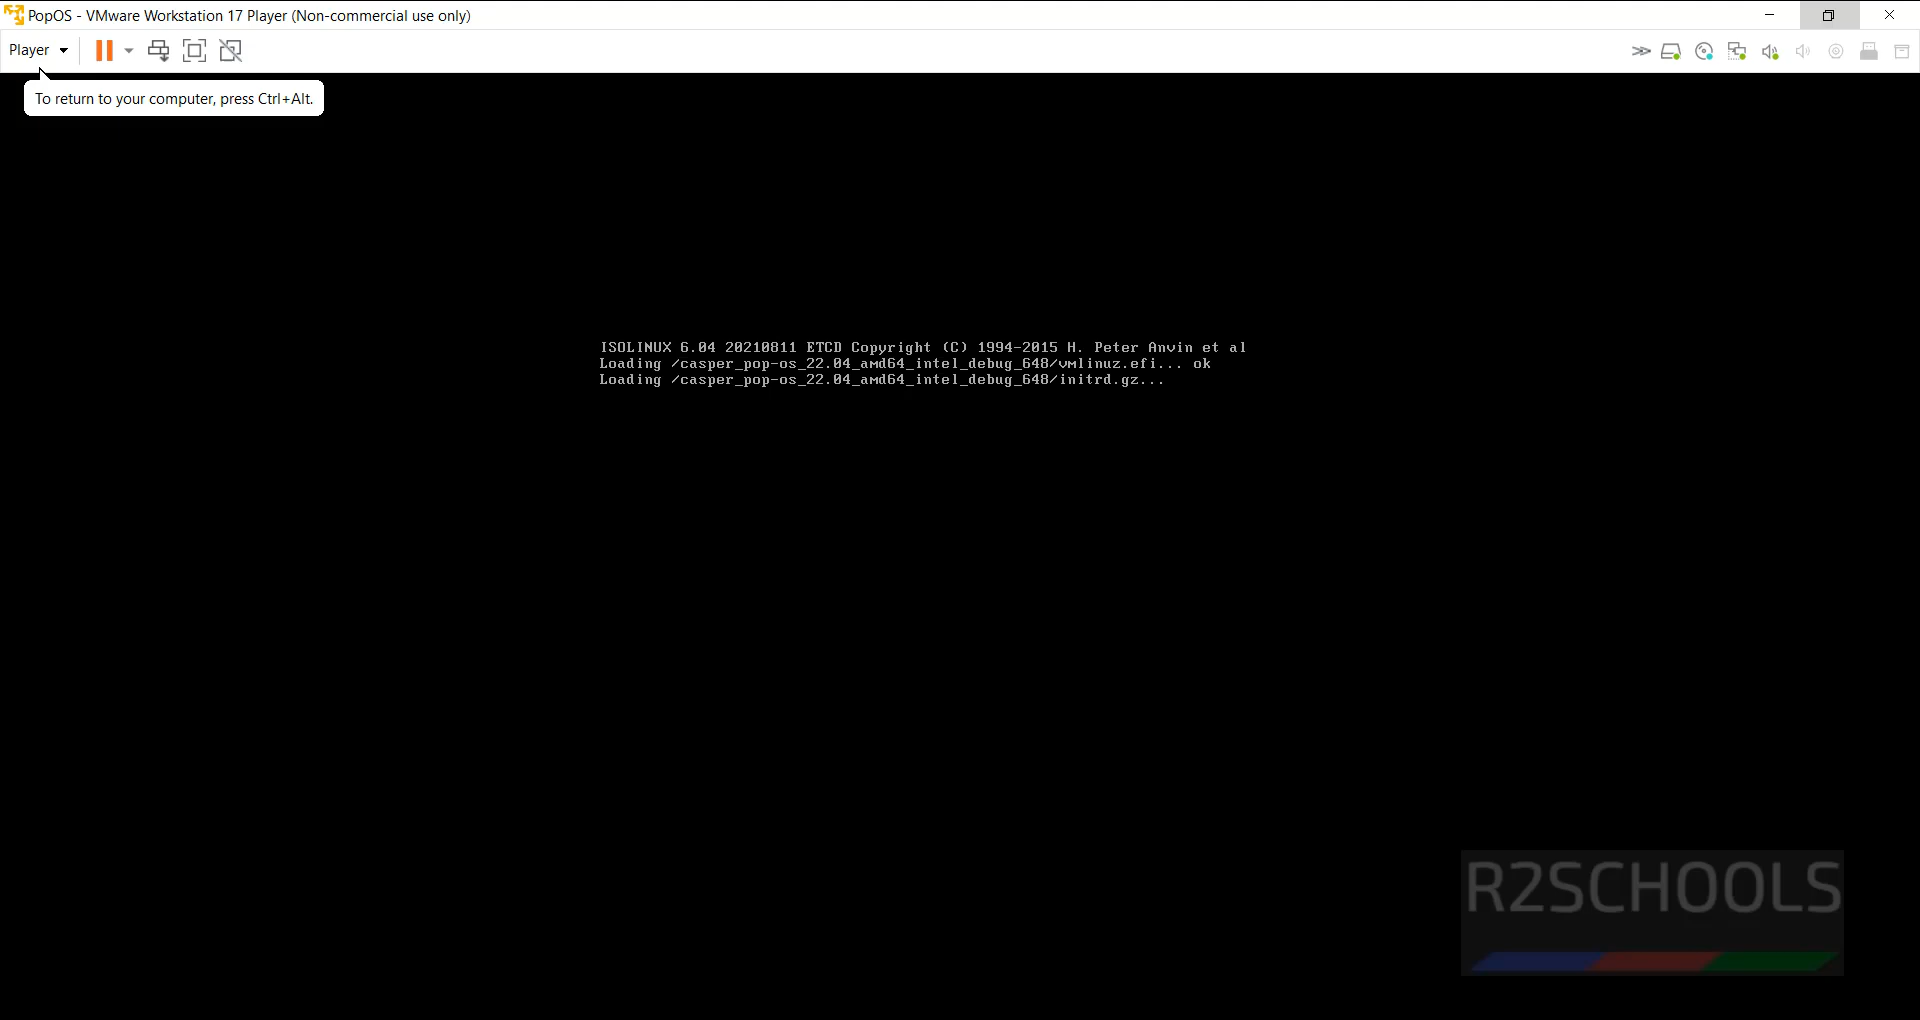 PopOS - VMware Workstation 17 Player (Non-commercial use only)
Player
To return to your computer, press Ctrl+Alt.
ISOLINUX 6.04 20210811 ETCD Copyright (C) 1994-2015 H. Peter Anvin et al
Loading /casper_pop-os_22.04_amd64_intel_debug_648/vmlinuz.efi... ok
Loading /casper_pop-os_22.04_amd64_intel_debug_648/initrd.gz...
R2SCHOOLS